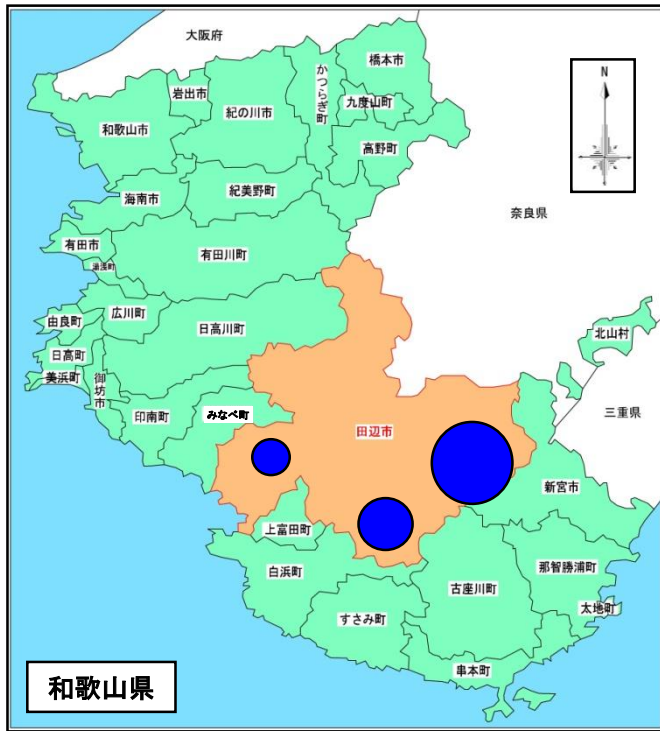 大阪府
橋本市
かつらぎ町
岩出市
九度山町
紀の川市
和歌山市
高野町
N
紀美野町
海南市
奈良県
有田市
有田川町
湯浅町
広川町
由良町
日高川町
北山村
日高町
美浜町
御坊市
印南町
みなべ町
三重県
田辺市
新宮市
上富田町
白浜町
那智勝浦町
古座川町
太地町
すさみ町
串本町
和歌山県